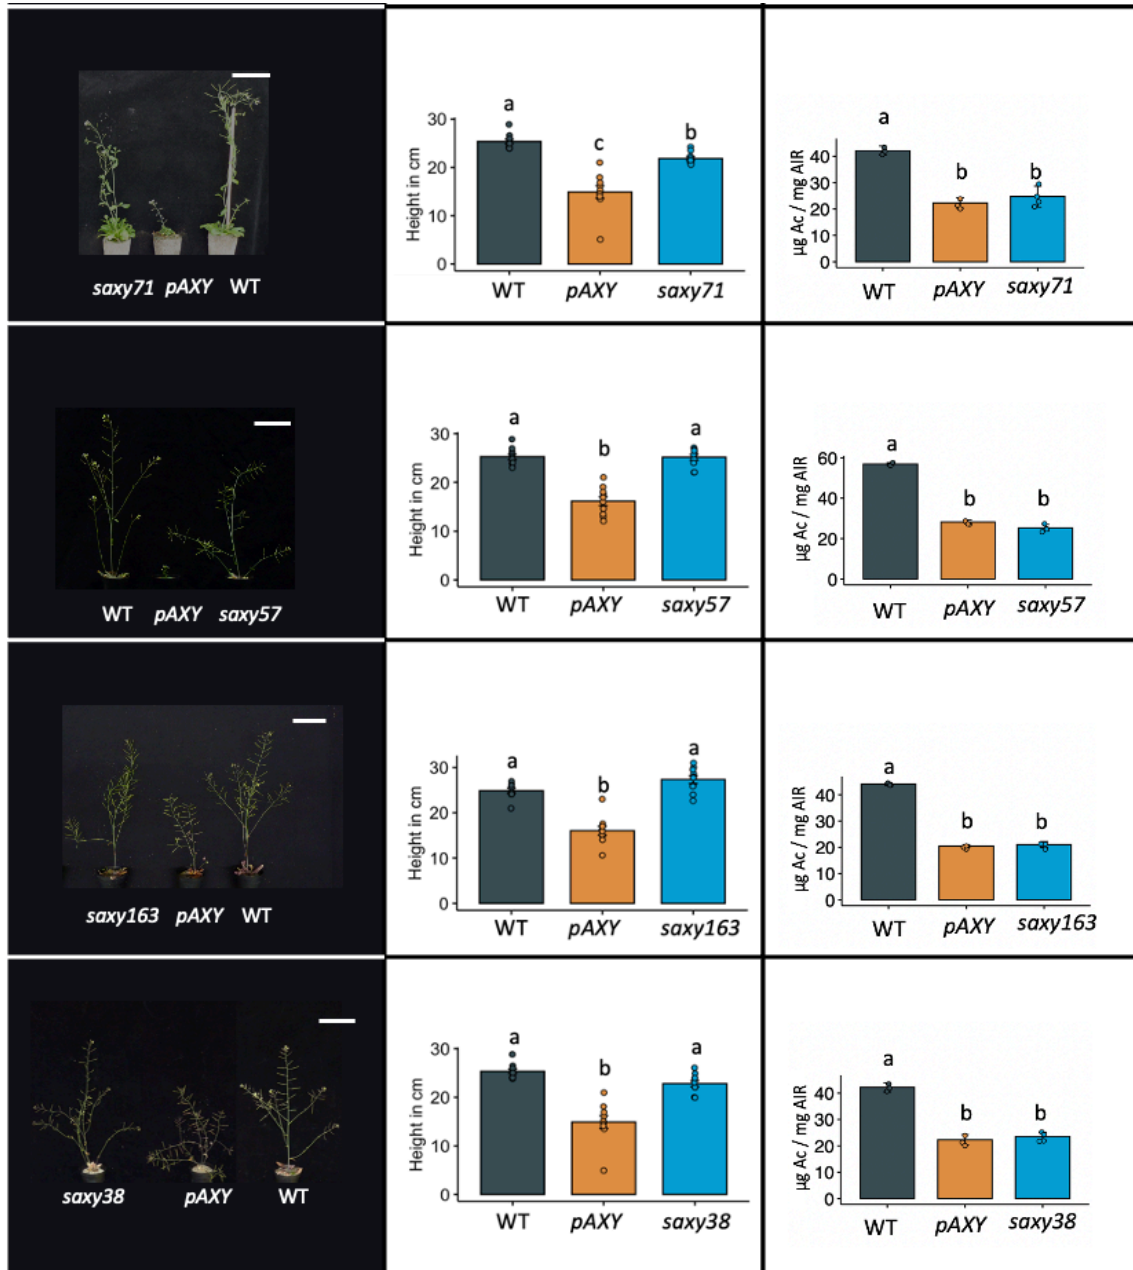 saxy71 pAXY WT
a
c
b
30
20
10
0
Height in cm
WT pAXY saxy71
a
b
b
40
30
20
10
0
µg Ac / mg AIR
WT pAXY saxy71
WT pAXY saxy57
a
b
a
30
20
10
0
Height in cm
WT pAXY saxy57
a
b
b
60
40
20
0
µg Ac / mg AIR
WT pAXY saxy57
saxy163 pAXY WT
a
b
a
30
20
10
0
Height in cm
WT pAXY saxy163
a
b
b
40
30
20
10
0
µg Ac / mg AIR
WT pAXY saxy163
saxy38 pAXY WT
a
b
a
30
20
10
0
Height in cm
WT pAXY saxy38
a
b
b
40
30
20
10
0
µg Ac / mg AIR
WT pAXY saxy38